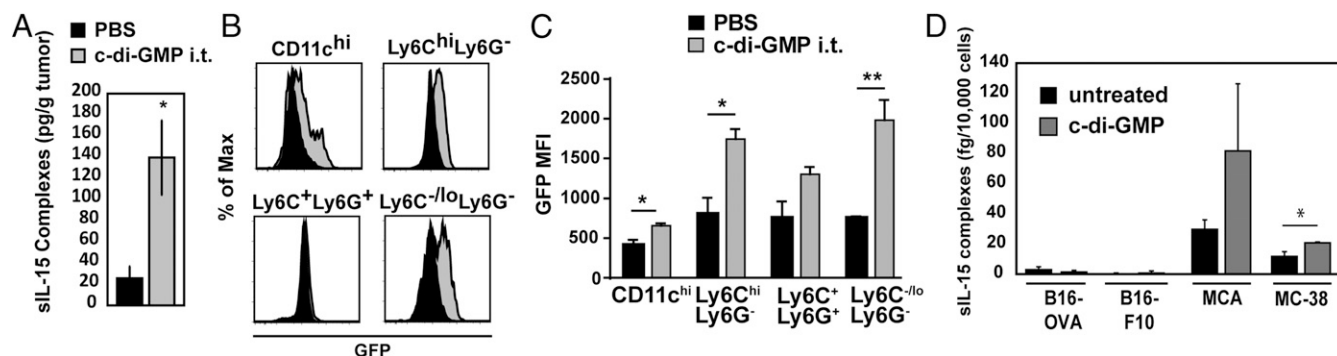 A
PBS
c-di-GMP i.t.
sIL-15 Complexes (pg/g tumor)
200
180
160
140
120
100
80
60
40
20
0
*
B
CD11chi
Ly6ChiLy6G-
Ly6C+Ly6G+
Ly6C-/loLy6G-
% of Max
GFP
C
PBS
c-di-GMP i.t.
GFP MFI
2500
2000
1500
1000
500
0
*
*
**
CD11chi
Ly6Chi
Ly6G-
Ly6C+
Ly6G+
Ly6C-/lo
Ly6G-
D
sIL-15 complexes (fg/10,000 cells)
140
120
100
80
60
40
20
0
untreated
c-di-GMP
*
B16-
OVA
B16-
F10
MCA
MC-38